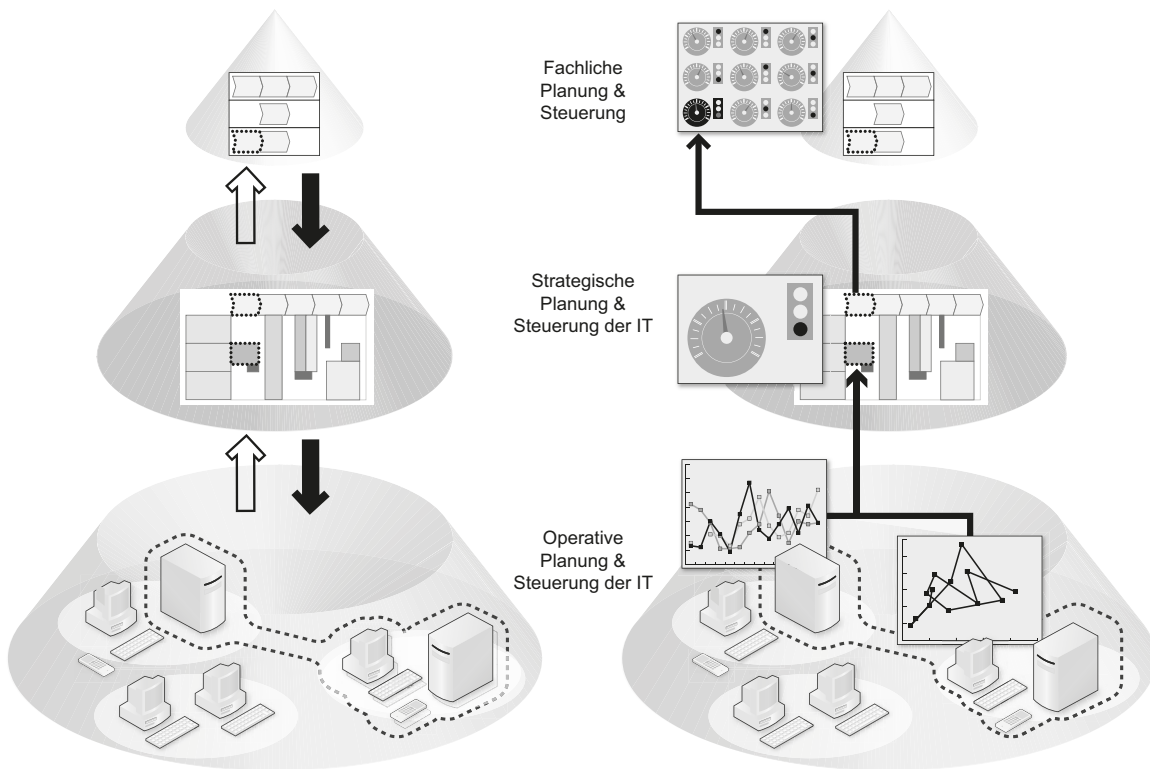 Fachliche
Planung &
Steuerung
Strategische
Planung &
Steuerung der IT
Operative
Planung &
Steuerung der IT